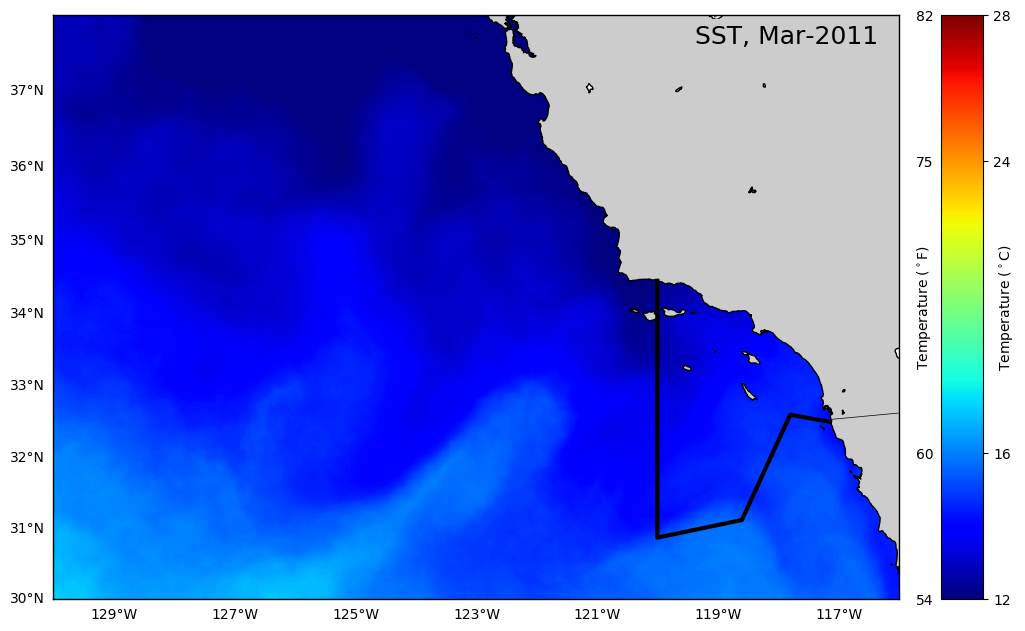 SST, Mar-2011
37°N
36°N
35°N
34°N
33°N
32°N
31°N
30°N
129°W
127°W
125°W
123°W
121°W
119°W
117°W
82
75
60
54
Temperature (°F)
28
24
16
12
Temperature (°C)